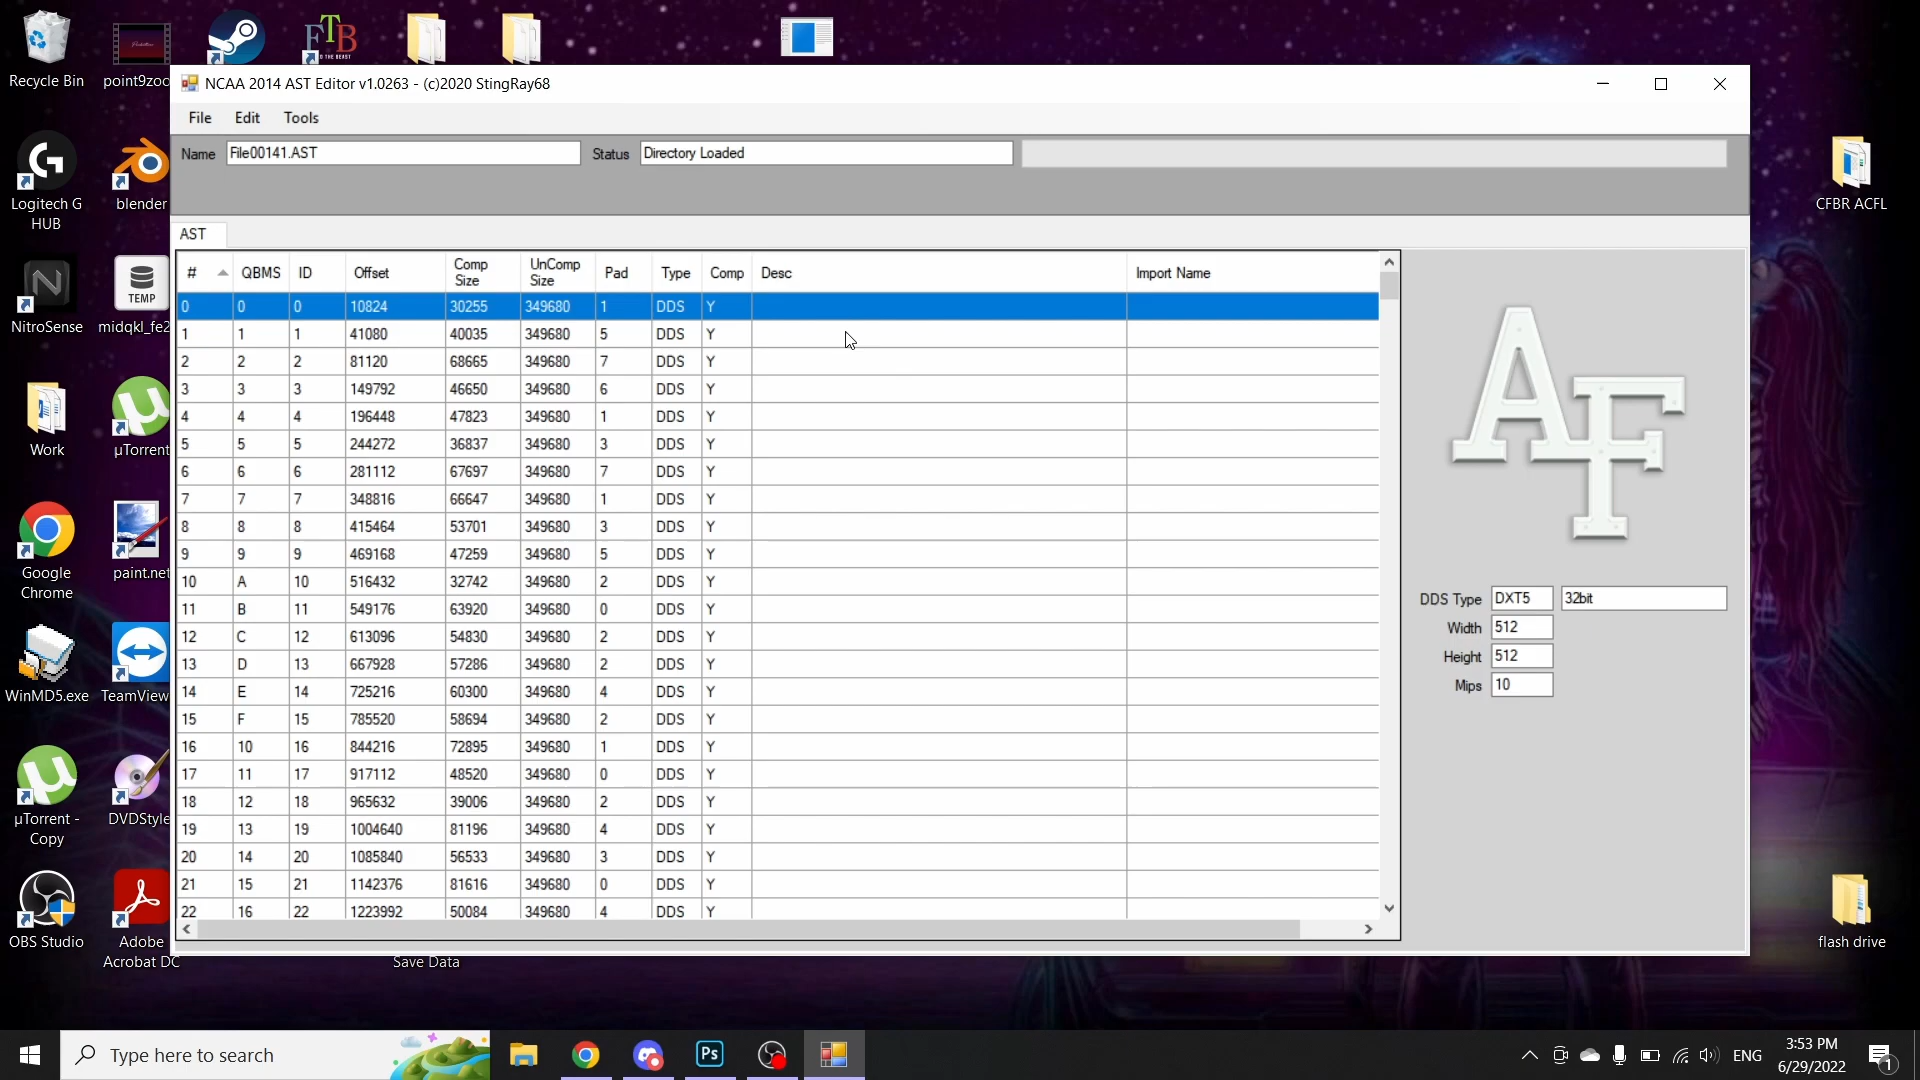 Recycle Bin
point9zoo
FTB
D THE BEAST
NCAA 2014 AST Editor v1.0263 - (c)2020 StingRay68
File Edit Tools
Name File00141.AST Status Directory Loaded
AST
# QBMS ID Offset Comp Size UnComp Size Pad Type Comp Desc Import Name
0 0 0 10824 30255 349680 1 DDS Y
1 1 1 41080 40035 349680 5 DDS Y
2 2 2 81120 68665 349680 7 DDS Y
3 3 3 149792 46650 349680 6 DDS Y
4 4 4 196448 47823 349680 1 DDS Y
5 5 5 244272 36837 349680 3 DDS Y
6 6 6 281112 67697 349680 7 DDS Y
7 7 7 348816 66647 349680 1 DDS Y
8 8 8 415464 53701 349680 3 DDS Y
9 9 9 469168 47259 349680 5 DDS Y
10 A 10 516432 32742 349680 2 DDS Y
11 B 11 549176 63920 349680 0 DDS Y
12 C 12 613096 54830 349680 2 DDS Y
13 D 13 667928 57286 349680 2 DDS Y
14 E 14 725216 60300 349680 4 DDS Y
15 F 15 785520 58694 349680 2 DDS Y
16 10 16 844216 72895 349680 1 DDS Y
17 11 17 917112 48520 349680 0 DDS Y
18 12 18 965632 39006 349680 2 DDS Y
19 13 19 1004640 81196 349680 4 DDS Y
20 14 20 1085840 56533 349680 3 DDS Y
21 15 21 1142376 81616 349680 0 DDS Y
22 16 22 1223992 50084 349680 4 DDS Y
AF
DDS Type DXT5 32bit
Width 512
Height 512
Mips 10
Logitech G
HUB
blender
NitroSense
TEMP
midqkl_fe2
Work
µTorrent
Google
Chrome
paint.net
WinMD5.exe
TeamView
µTorrent -
Copy
DVDStyle
OBS Studio
Adobe
Acrobat DC
Save Data
CFBR ACFL
flash drive
Type here to search
Ps
ENG
3:53 PM
6/29/2022
1